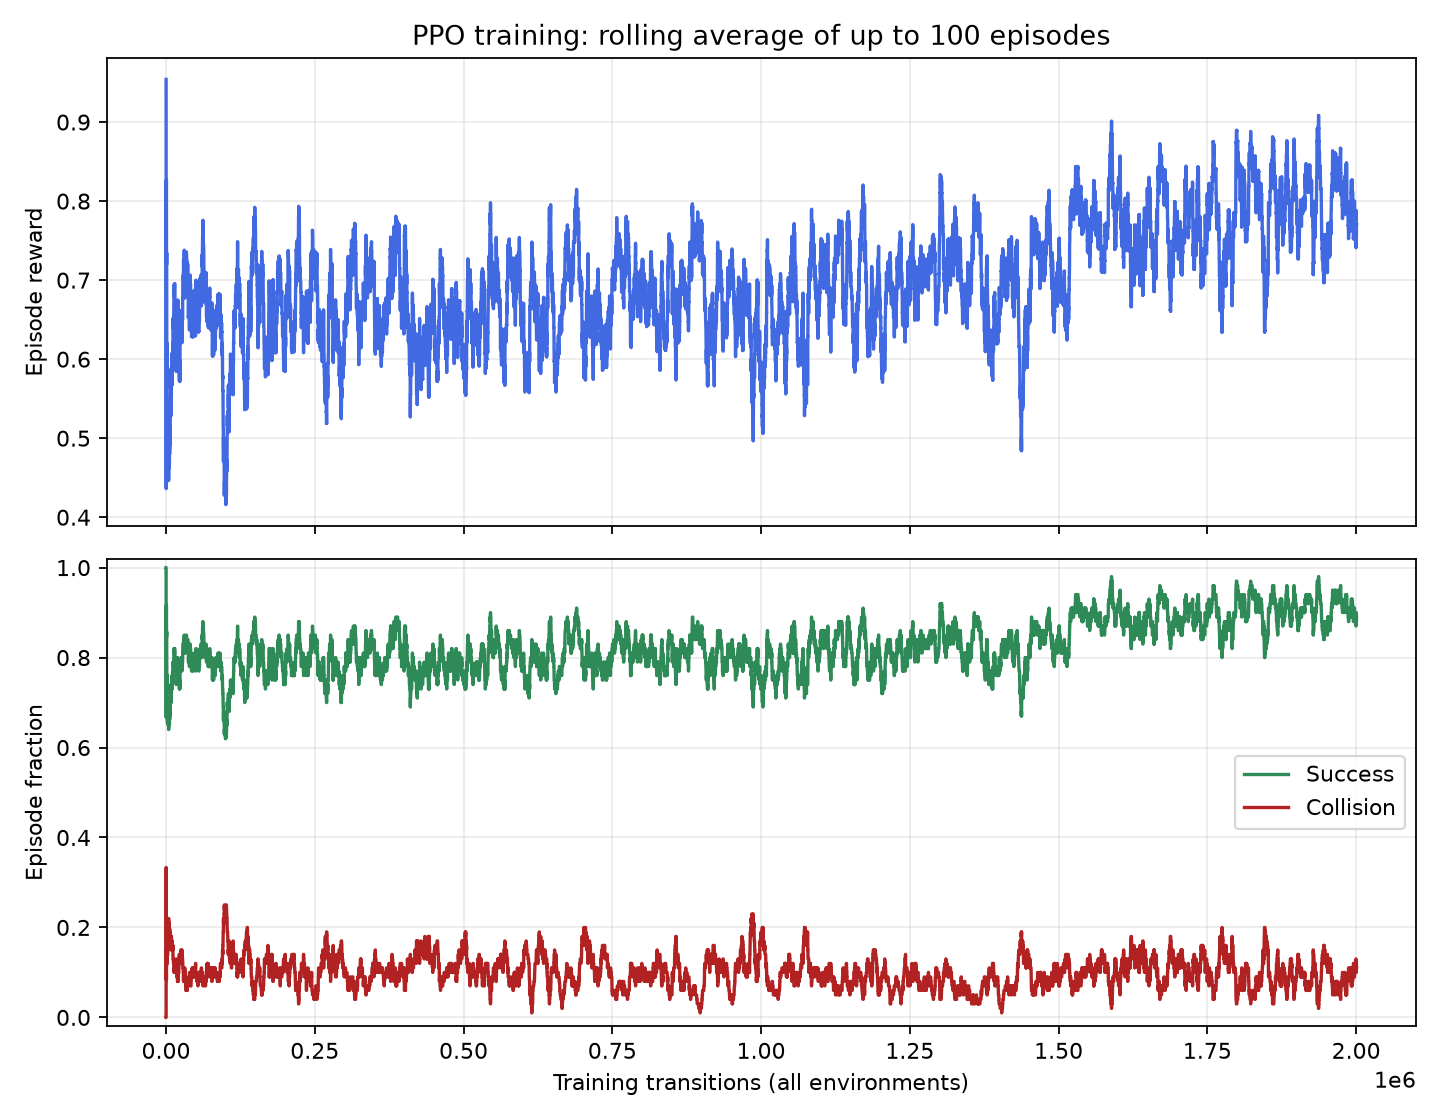 PPO training: rolling average of up to 100 episodes
0.9
0.8
0.7
0.6
0.5
0.4
Episode reward
1.0
0.8
0.6
0.4
0.2
0.0
Episode fraction
Success
Collision
0.00 0.25 0.50 0.75 1.00 1.25 1.50 1.75 2.00
1e6
Training transitions (all environments)